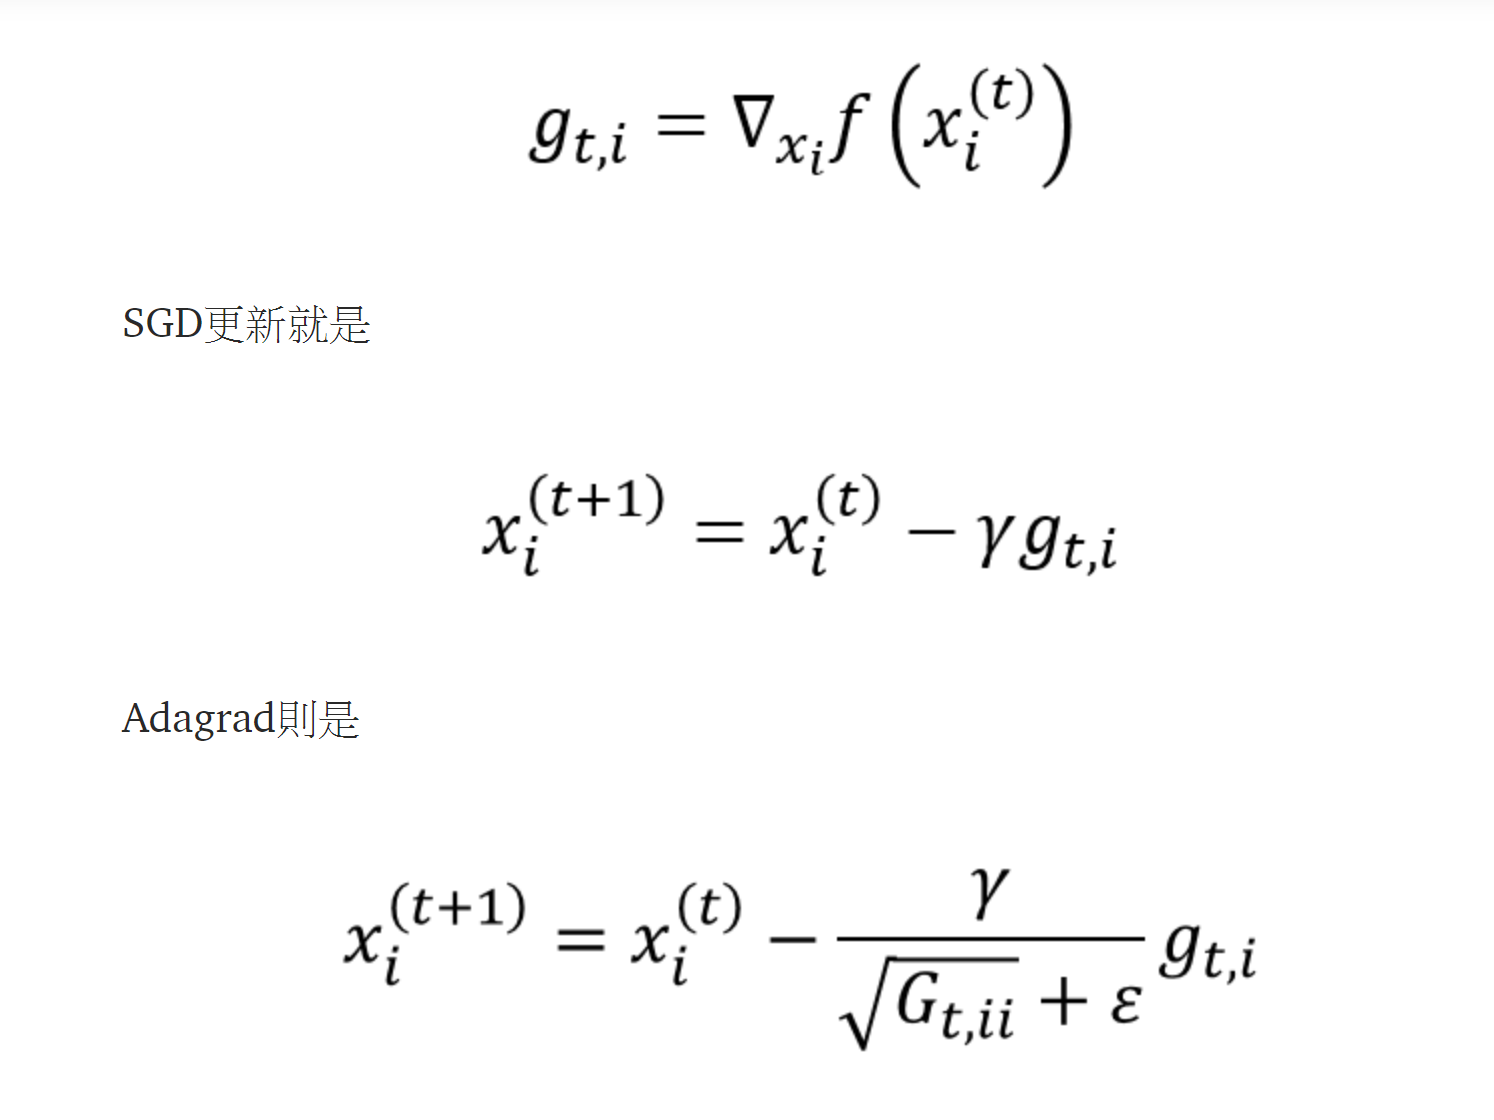 $g_{t,i} = \nabla_{x_i} f\left(x_i^{(t)}\right)$
SGD更新就是
$x_i^{(t+1)} = x_i^{(t)} - \gamma g_{t,i}$
Adagrad則是
$x_i^{(t+1)} = x_i^{(t)} - \frac{\gamma}{\sqrt{G_{t,ii}} + \varepsilon} g_{t,i}$